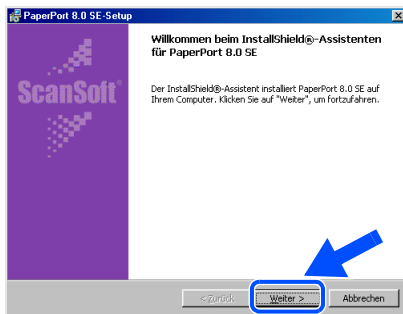 PaperPort 8.0 SE-Setup
Willkommen beim InstallShield®-Assistenten
für PaperPort 8.0 SE
ScanSoft®
Der InstallShield®-Assistent installiert PaperPort 8.0 SE auf
Ihrem Computer. Klicken Sie auf "Weiter", um fortzufahren.
< Zurück
Weiter >
Abbrechen